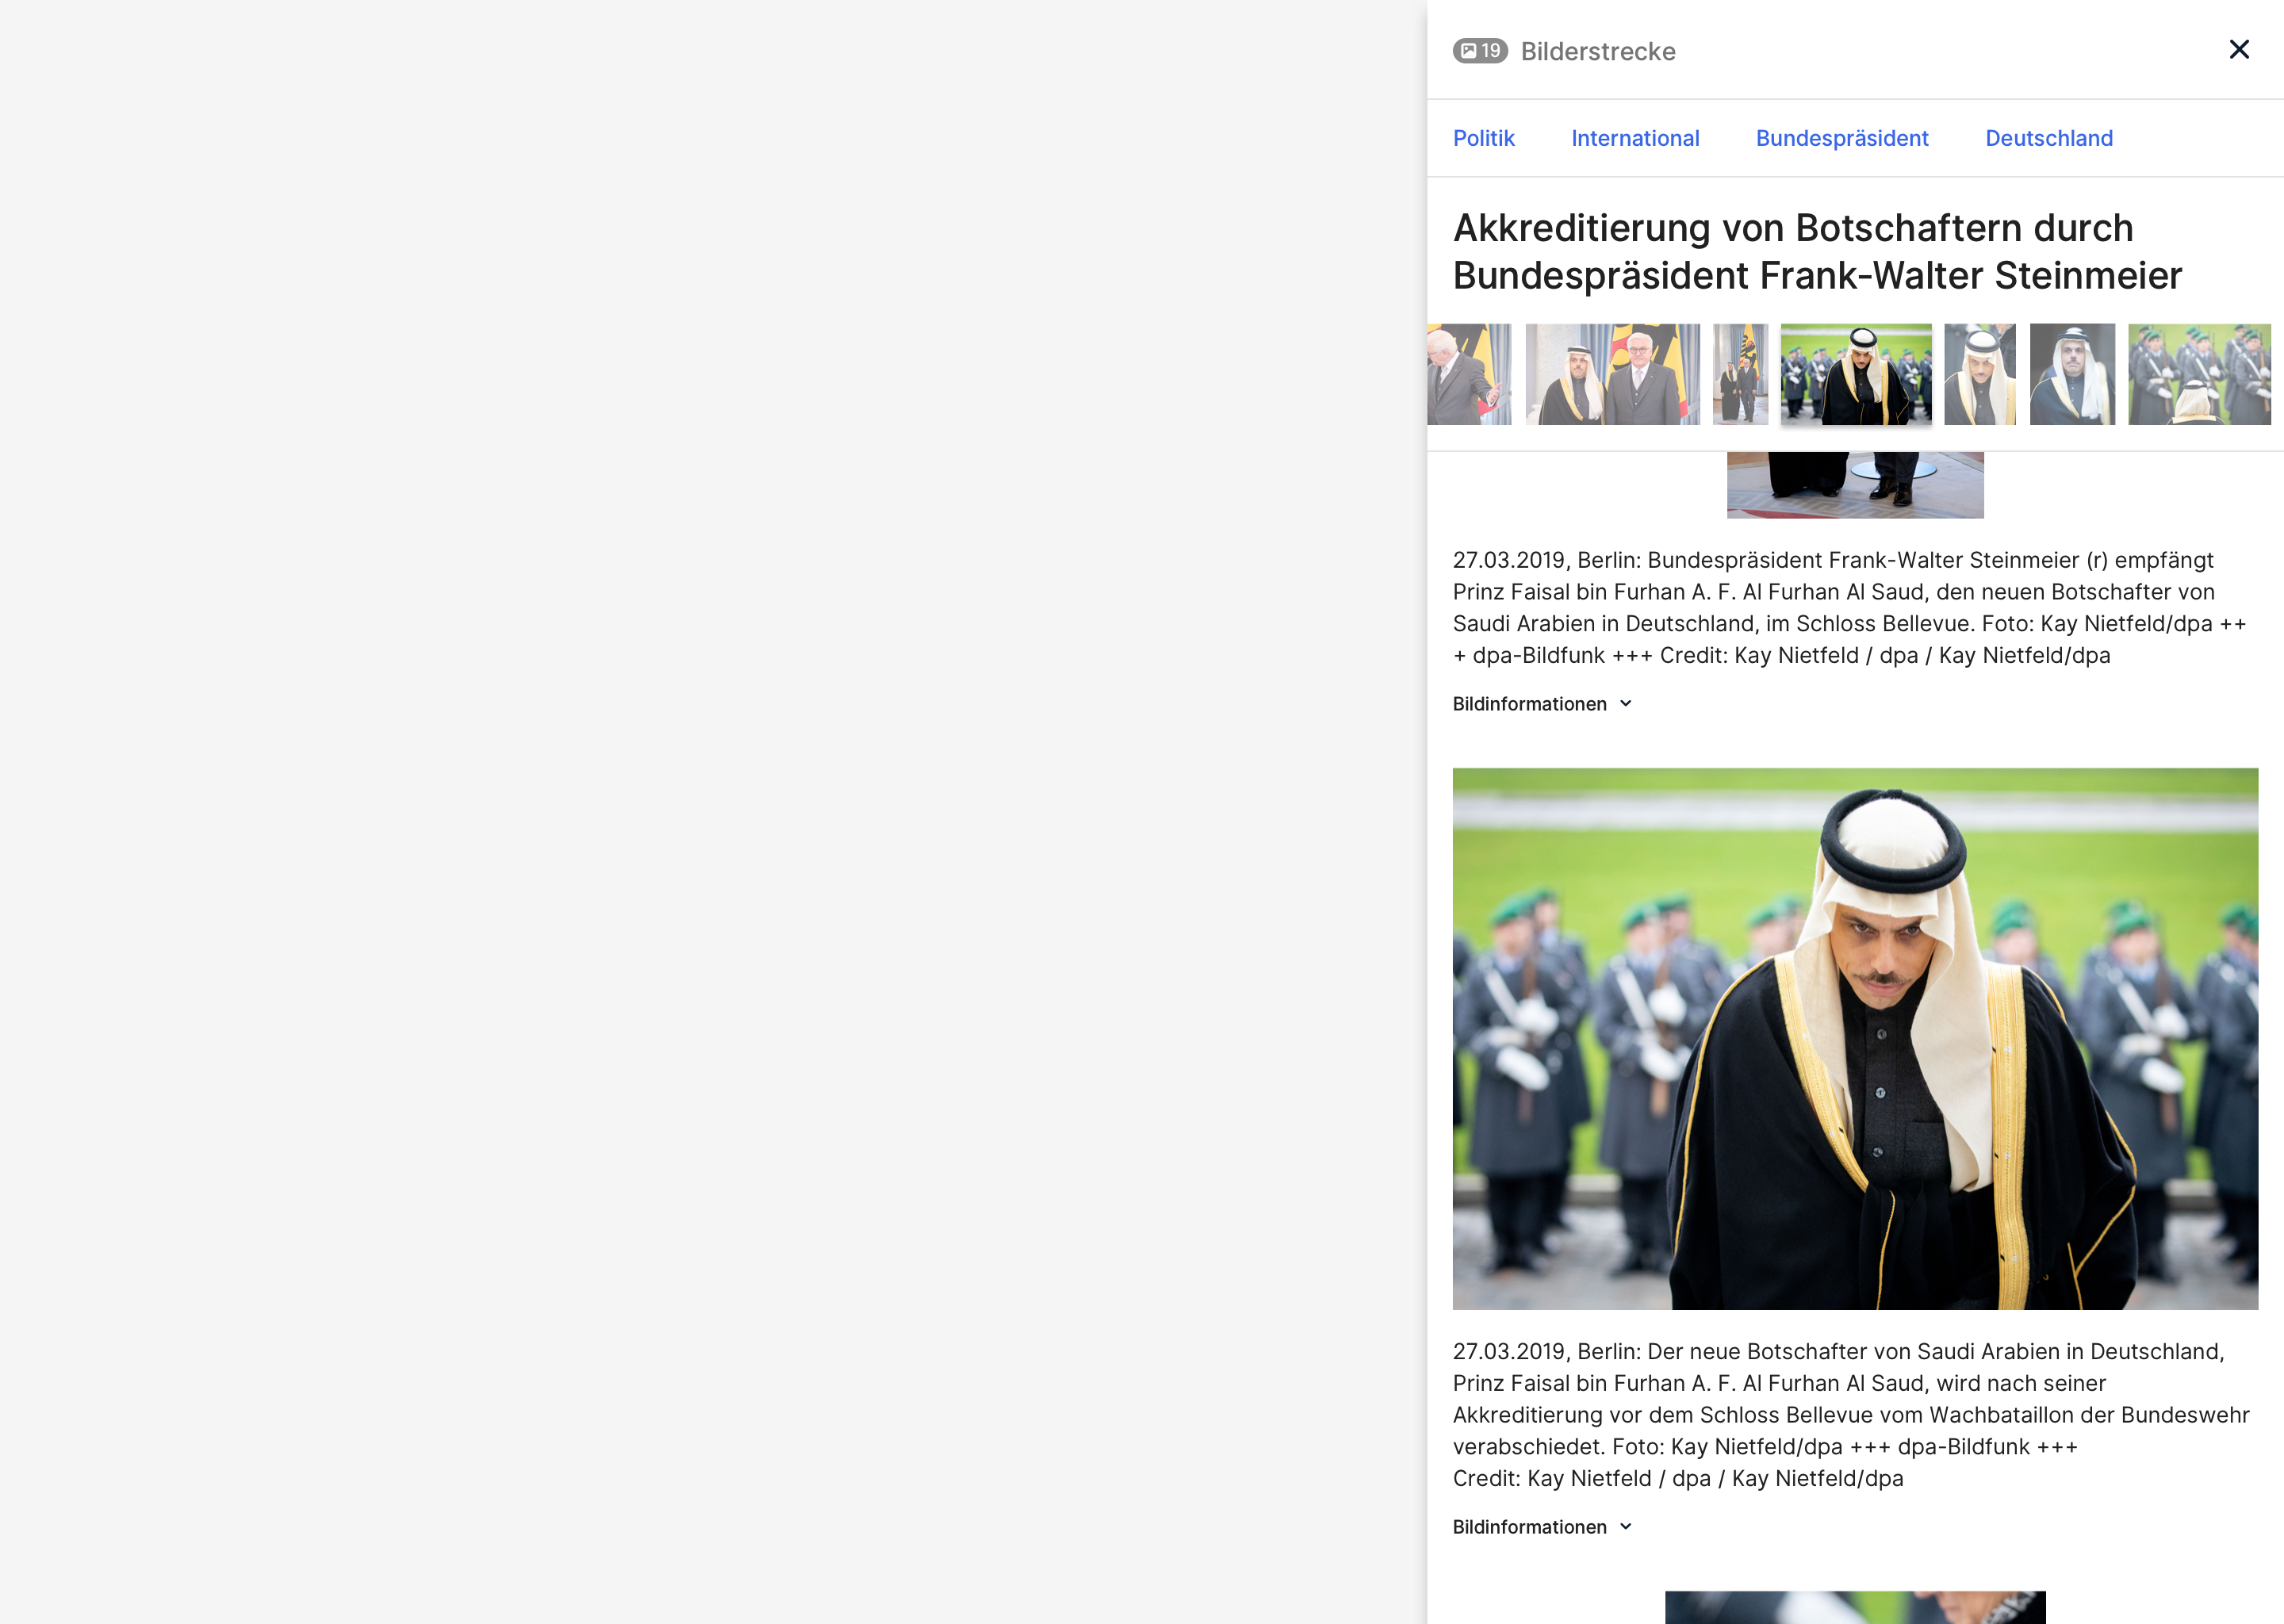 19 Bilderstrecke
Politik International Bundespräsident Deutschland
Akkreditierung von Botschaftern durch
Bundespräsident Frank-Walter Steinmeier
27.03.2019, Berlin: Bundespräsident Frank-Walter Steinmeier (r) empfängt
Prinz Faisal bin Furhan A. F. Al Furhan Al Saud, den neuen Botschafter von
Saudi Arabien in Deutschland, im Schloss Bellevue. Foto: Kay Nietfeld/dpa ++
+ dpa-Bildfunk +++ Credit: Kay Nietfeld / dpa / Kay Nietfeld/dpa
Bildinformationen
27.03.2019, Berlin: Der neue Botschafter von Saudi Arabien in Deutschland,
Prinz Faisal bin Furhan A. F. Al Furhan Al Saud, wird nach seiner
Akkreditierung vor dem Schloss Bellevue vom Wachbataillon der Bundeswehr
verabschiedet. Foto: Kay Nietfeld/dpa +++ dpa-Bildfunk +++
Credit: Kay Nietfeld / dpa / Kay Nietfeld/dpa
Bildinformationen